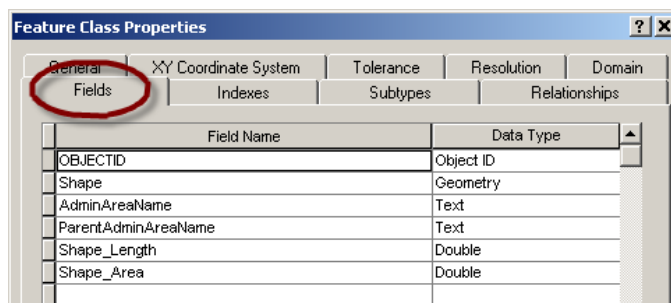 Feature Class Properties
General XY Coordinate System Tolerance Resolution Domain
Fields Indexes Subtypes Relationships
Field Name Data Type
OBJECTID Object ID
Shape Geometry
AdminAreaName Text
ParentAdminAreaName Text
Shape_Length Double
Shape_Area Double